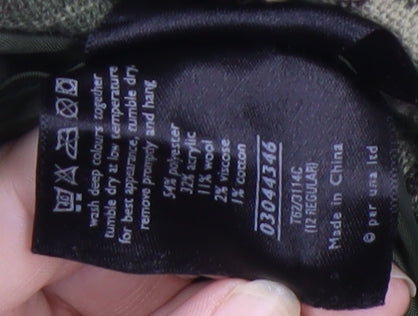 wash deep colours together
tumble dry at low temperature
for best appearance, tumble dry,
remove promptly and hang
54% polyester
32% acrylic
11% wool
2% viscose
1% cotton
03044346
T62/3114C
(12 REGULAR)
Made in China
© per una ltd